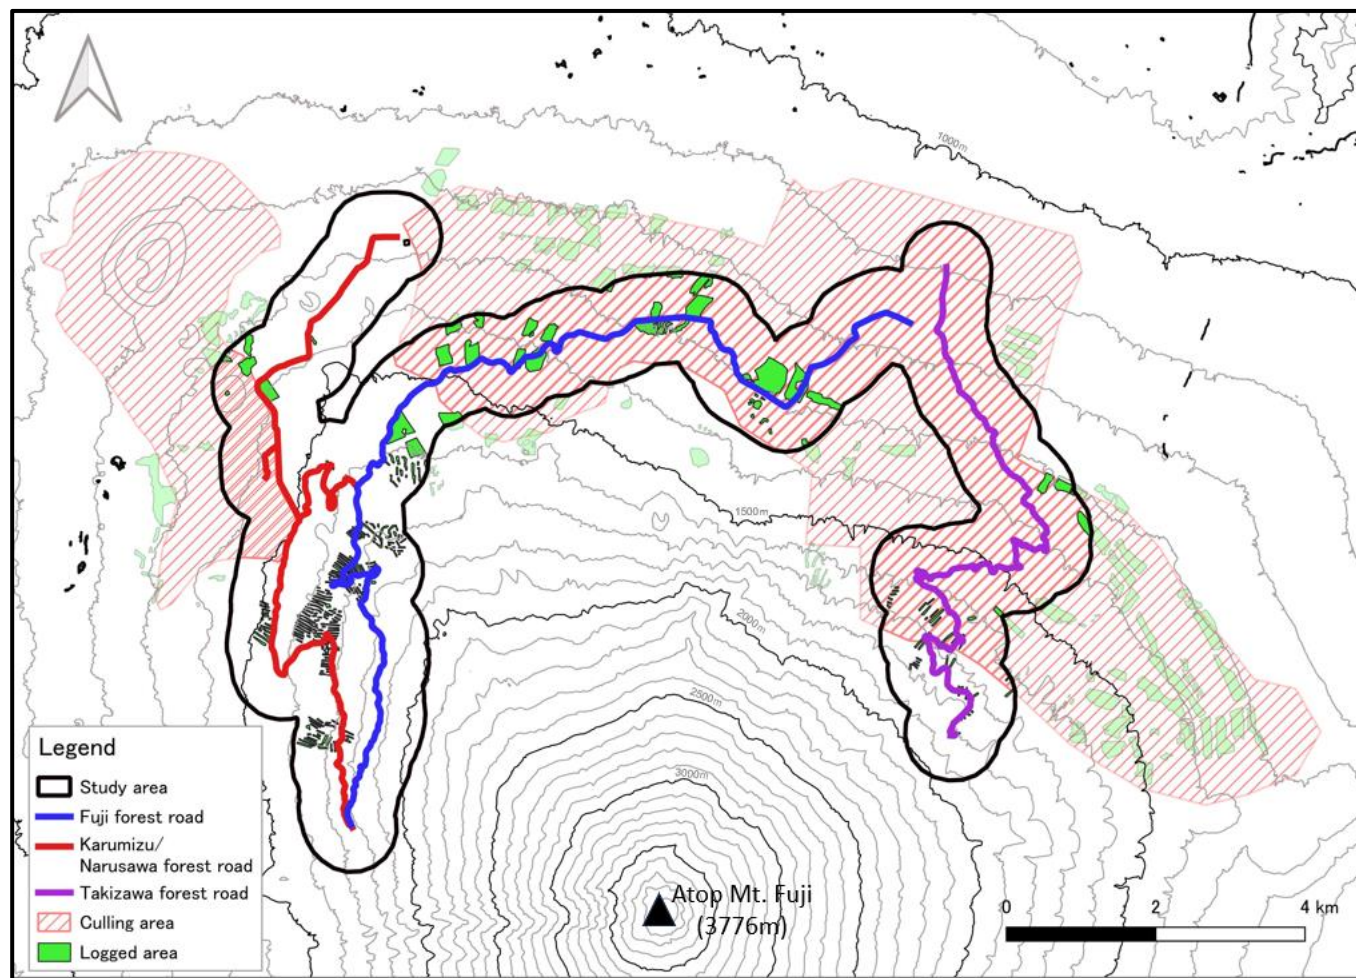 1000m
1500m
2000m
2500m
3000m
Atop Mt. Fuji
(3776m)
0 2 4 km
Legend
Study area
Fuji forest road
Karumizu/
Narusawa forest road
Takizawa forest road
Culling area
Logged area